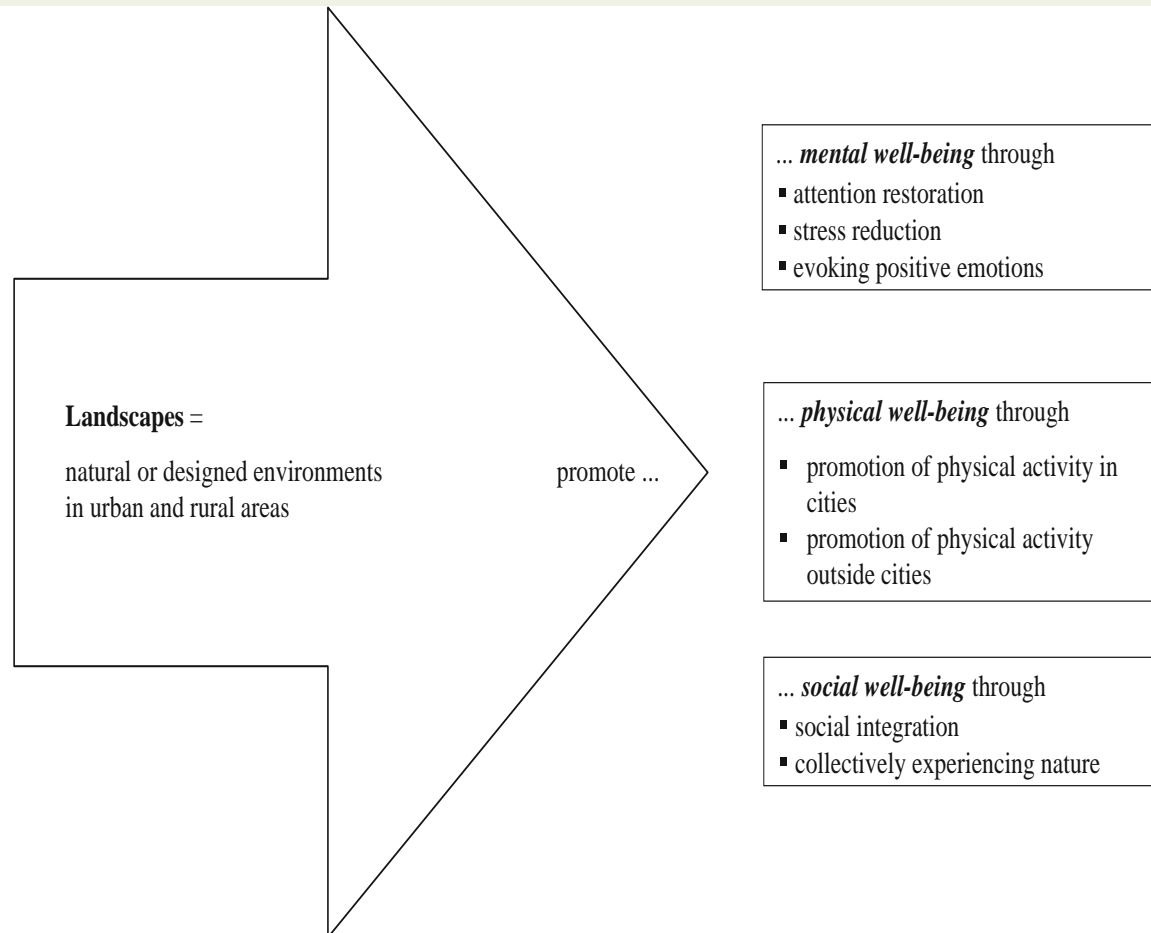 Landscapes =
natural or designed environments
in urban and rural areas
promote ...
... mental well-being through
▪ attention restoration
▪ stress reduction
▪ evoking positive emotions
... physical well-being through
▪ promotion of physical activity in
cities
▪ promotion of physical activity
outside cities
... social well-being through
▪ social integration
▪ collectively experiencing nature